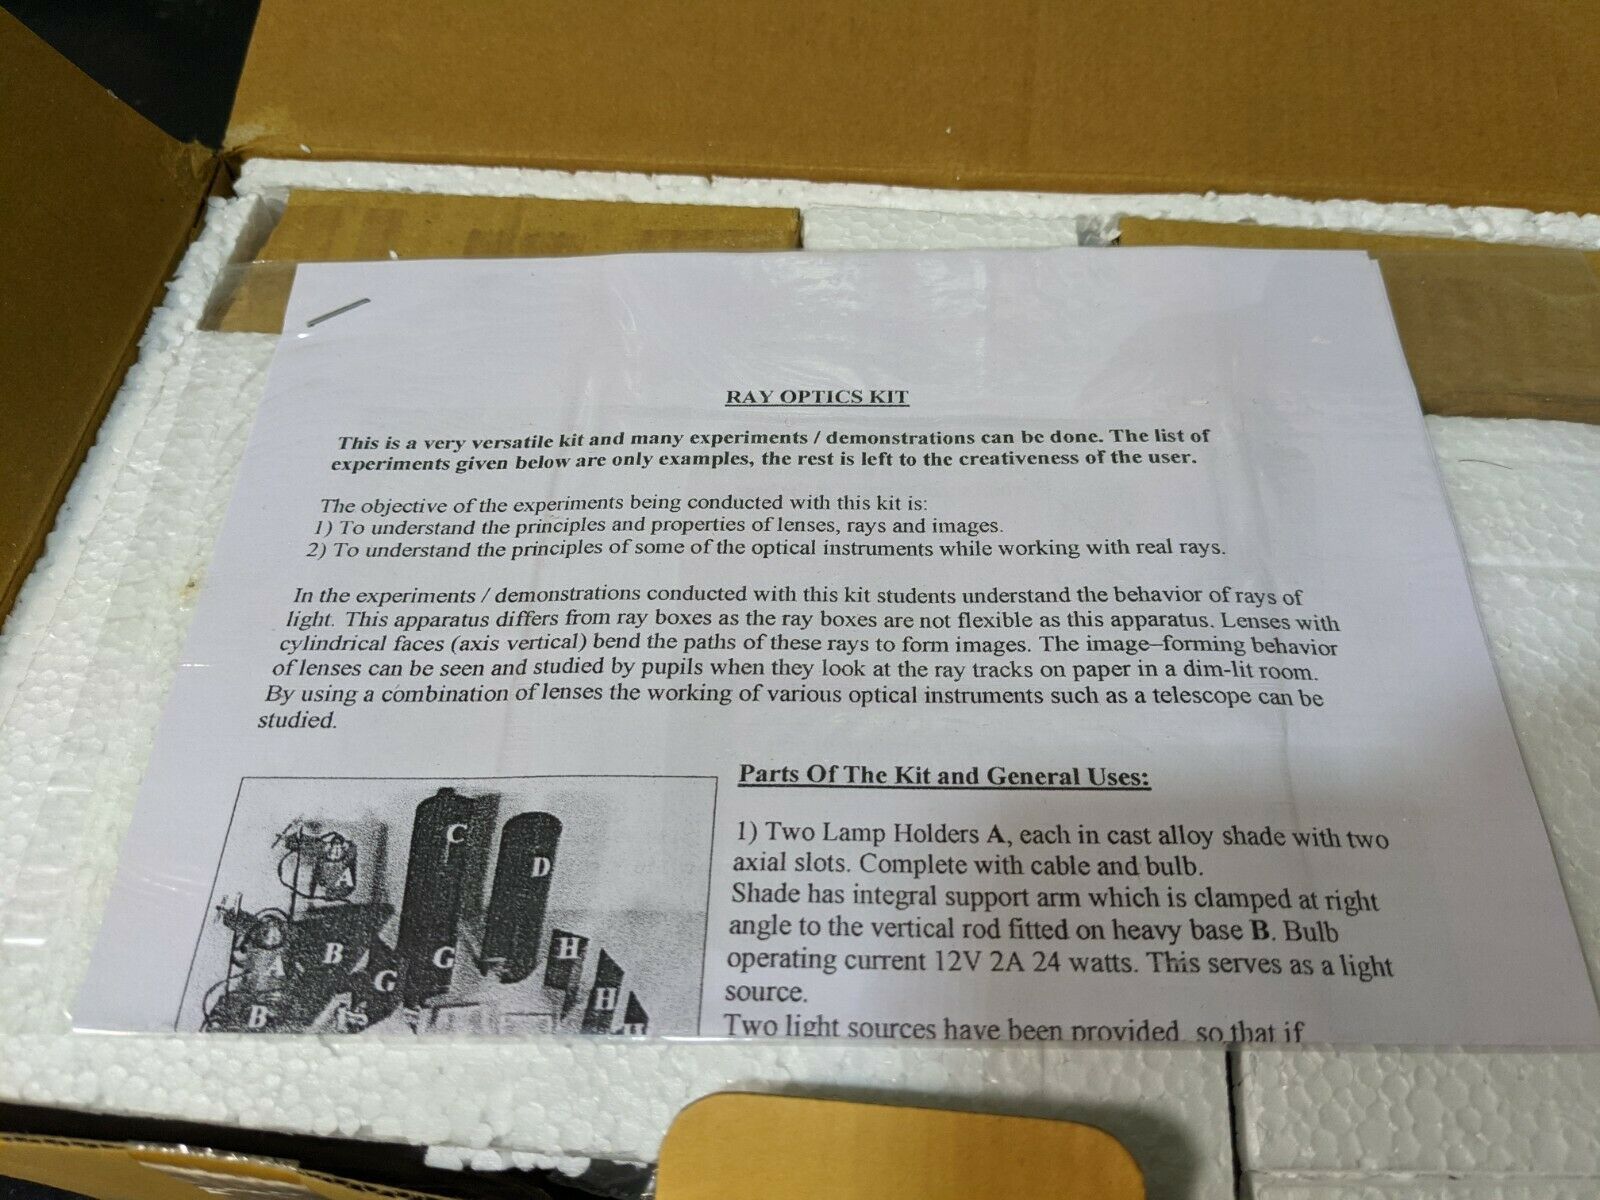 RAY OPTICS KIT
This is a very versatile kit and many experiments / demonstrations can be done. The list of
experiments given below are only examples, the rest is left to the creativeness of the user.
The objective of the experiments being conducted with this kit is:
1) To understand the principles and properties of lenses, rays and images.
2) To understand the principles of some of the optical instruments while working with real rays.
In the experiments / demonstrations conducted with this kit students understand the behavior of rays of
light. This apparatus differs from ray boxes as the ray boxes are not flexible as this apparatus. Lenses with
cylindrical faces (axis vertical) bend the paths of these rays to form images. The image-forming behavior
of lenses can be seen and studied by pupils when they look at the ray tracks on paper in a dim-lit room.
By using a combination of lenses the working of various optical instruments such as a telescope can be
studied.
Parts Of The Kit and General Uses:
1) Two Lamp Holders A, each in cast alloy shade with two
axial slots. Complete with cable and bulb.
Shade has integral support arm which is clamped at right
angle to the vertical rod fitted on heavy base B. Bulb
operating current 12V 2A 24 watts. This serves as a light
source.
Two light sources have been provided so that if
C
D
A
B
G
G
H
A
H
B
H